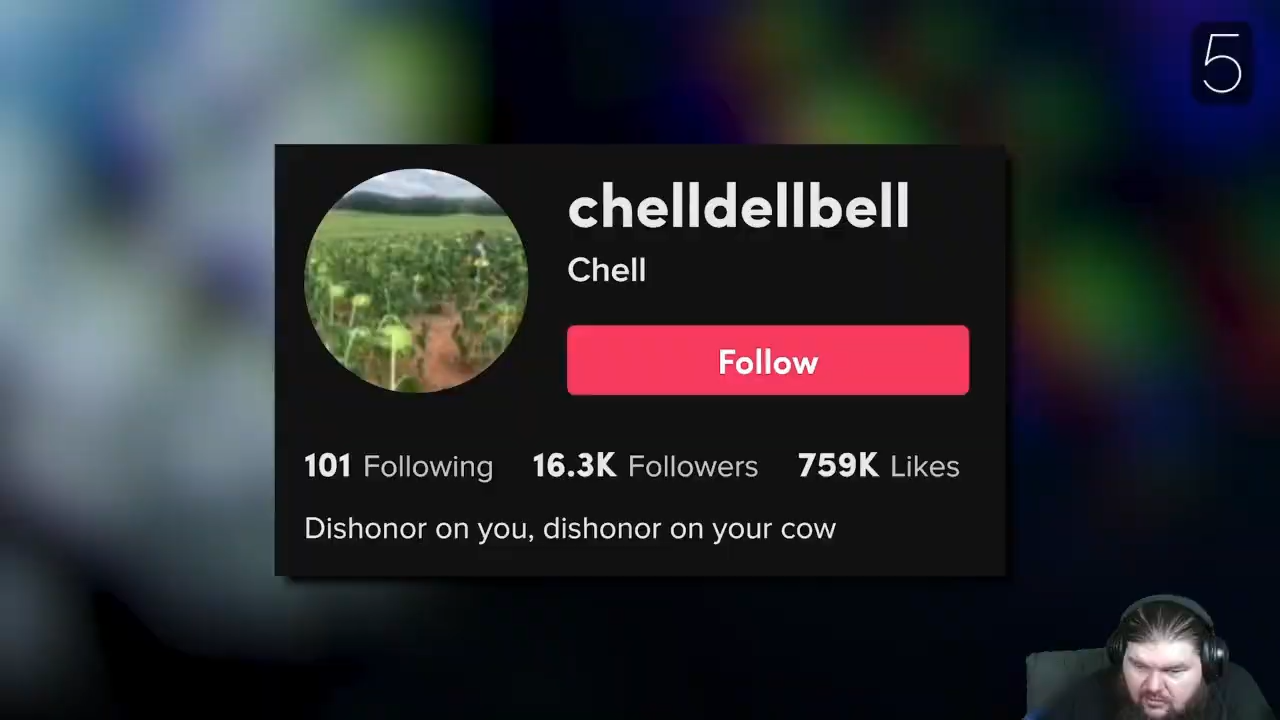 5
chelldellbell
Chell
Follow
101 Following 16.3K Followers 759K Likes
Dishonor on you, dishonor on your cow